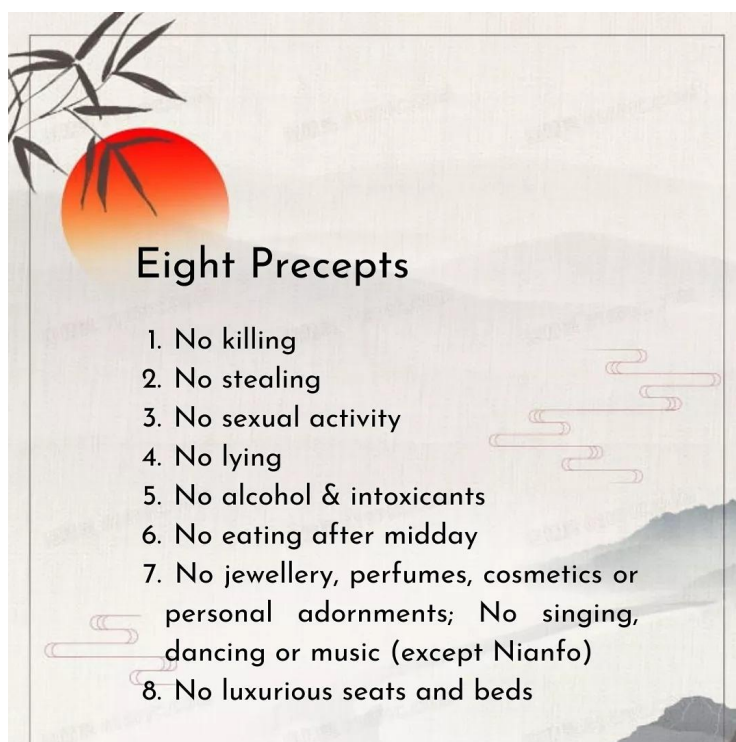 Eight Precepts
1. No killing
2. No stealing
3. No sexual activity
4. No lying
5. No alcohol & intoxicants
6. No eating after midday
7. No jewellery, perfumes, cosmetics or
personal adornments; No singing,
dancing or music (except Nianfo)
8. No luxurious seats and beds